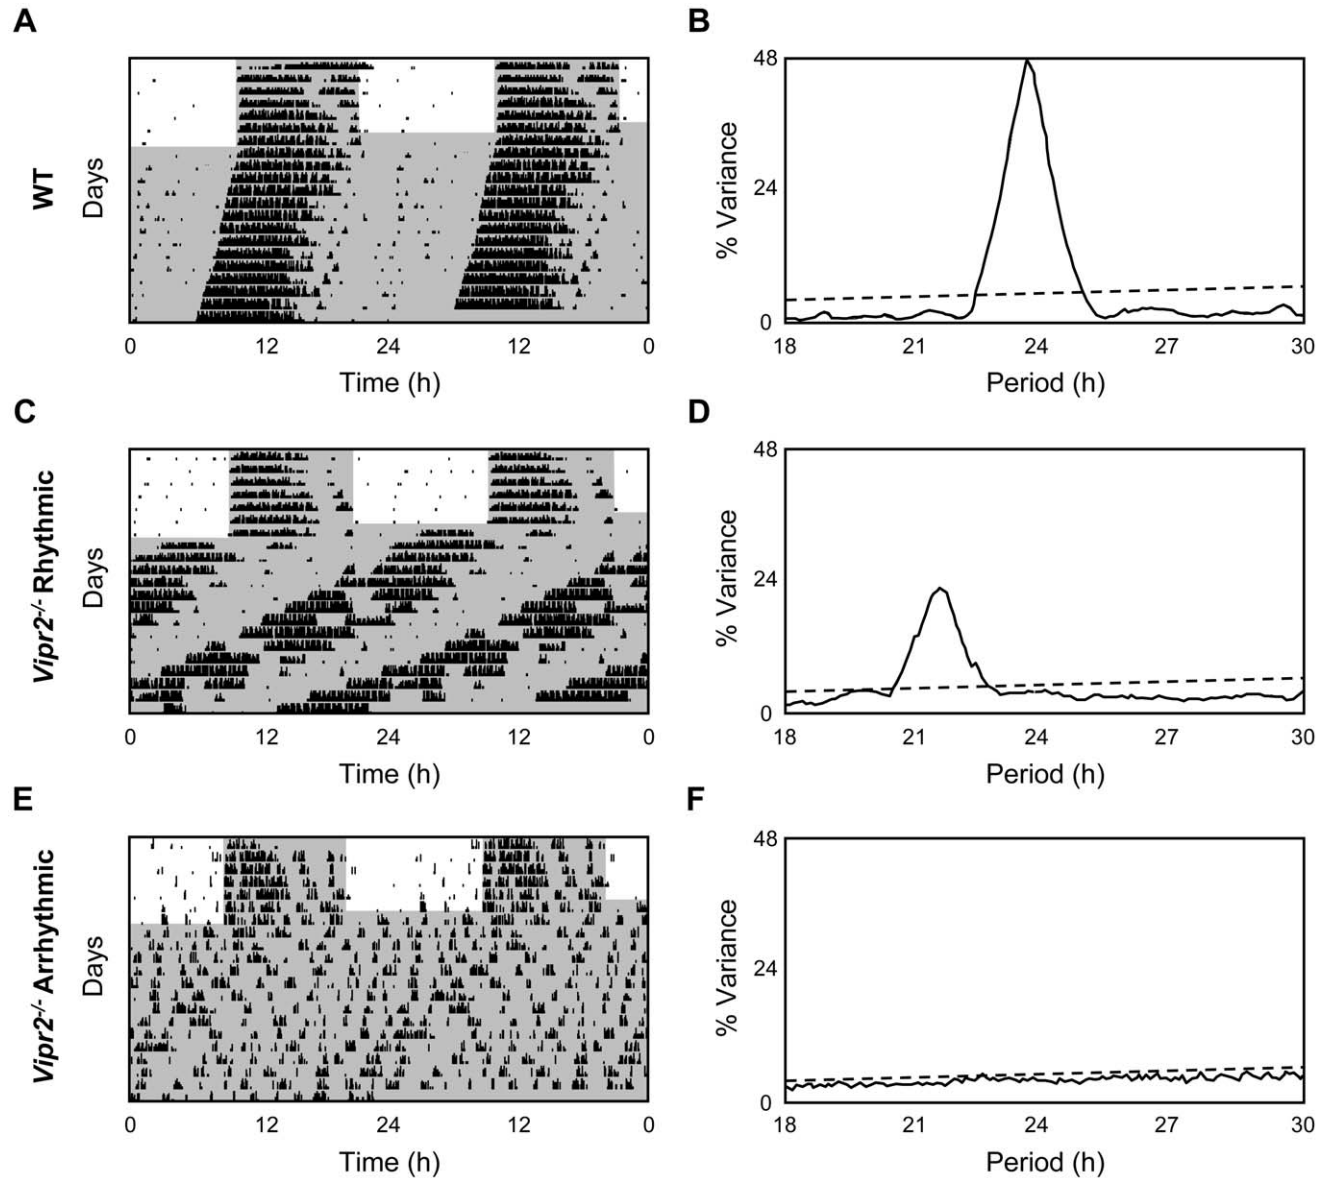 A
B
WT
Days
0 12 24 12 0
Time (h)
% Variance
48
24
0
18 21 24 27 30
Period (h)
C
D
Vipr2-/- Rhythmic
Days
0 12 24 12 0
Time (h)
% Variance
48
24
0
18 21 24 27 30
Period (h)
E
F
Vipr2-/- Arrhythmic
Days
0 12 24 12 0
Time (h)
% Variance
48
24
0
18 21 24 27 30
Period (h)